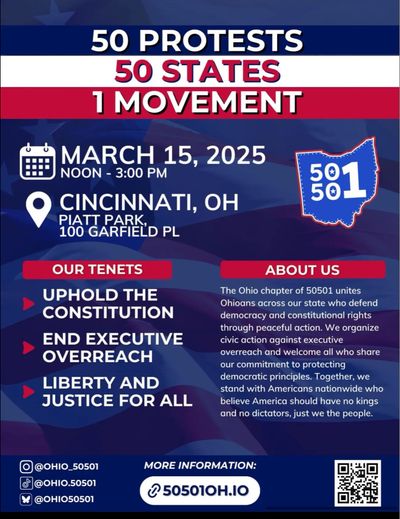 50 PROTESTS
50 STATES
1 MOVEMENT
MARCH 15, 2025
NOON - 3:00 PM
CINCINNATI, OH
PIATT PARK,
100 GARFIELD PL
50
50 1
OUR TENETS
UPHOLD THE
CONSTITUTION
END EXECUTIVE
OVERREACH
LIBERTY AND
JUSTICE FOR ALL
ABOUT US
The Ohio chapter of 50501 unites
Ohioans across our state who defend
democracy and constitutional rights
through peaceful action. We organize
civic action against executive
overreach and welcome all who share
our commitment to protecting
democratic principles. Together, we
stand with Americans nationwide who
believe America should have no kings
and no dictators, just we the people.
@OHIO_50501
@OHIO.50501
@OHIO50501
MORE INFORMATION:
50501OH.IO